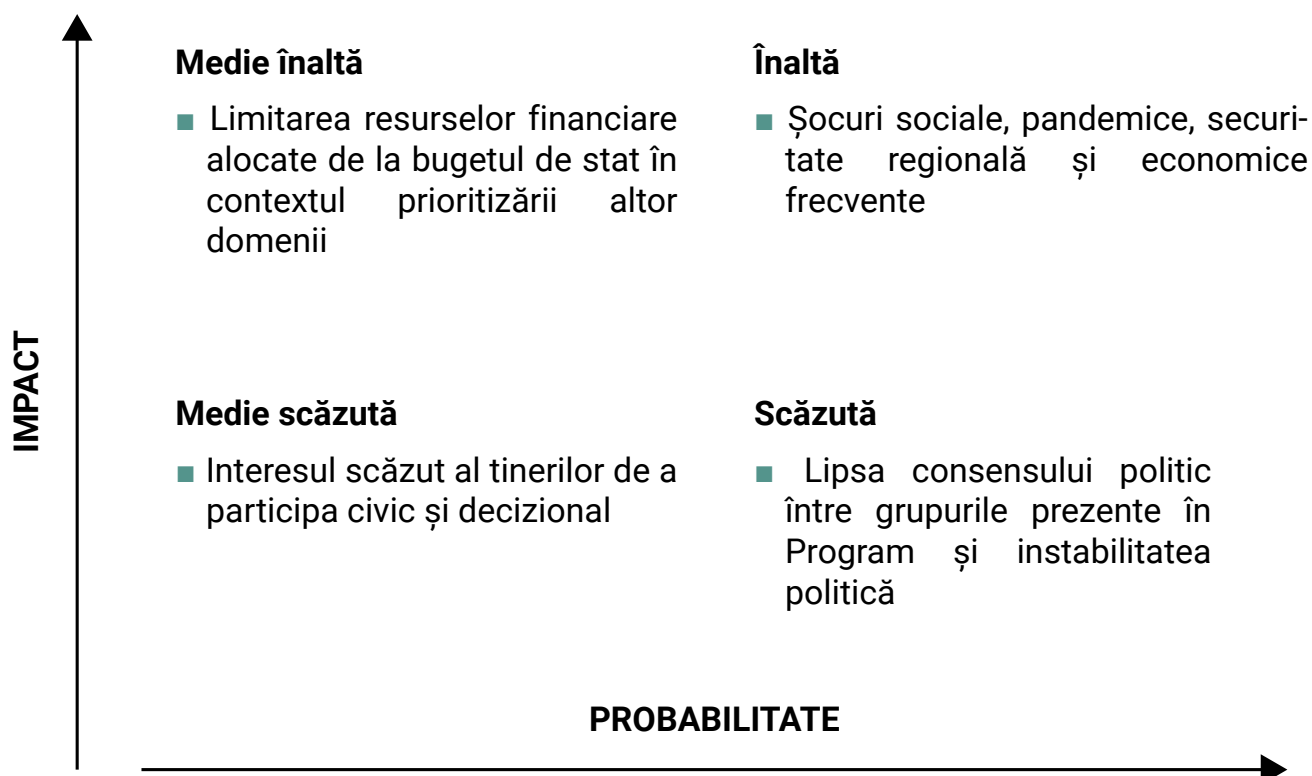 Medie înaltă
■ Limitarea resurselor financiare
alocate de la bugetul de stat în
contextul prioritizării altor
domenii
Înaltă
■ Șocuri sociale, pandemice, securi-
tate regională și economice
frecvente
IMPACT
Medie scăzută
■ Interesul scăzut al tinerilor de a
participa civic și decizional
Scăzută
■ Lipsa consensului politic
între grupurile prezente în
Program și instabilitatea
politică
PROBABILITATE